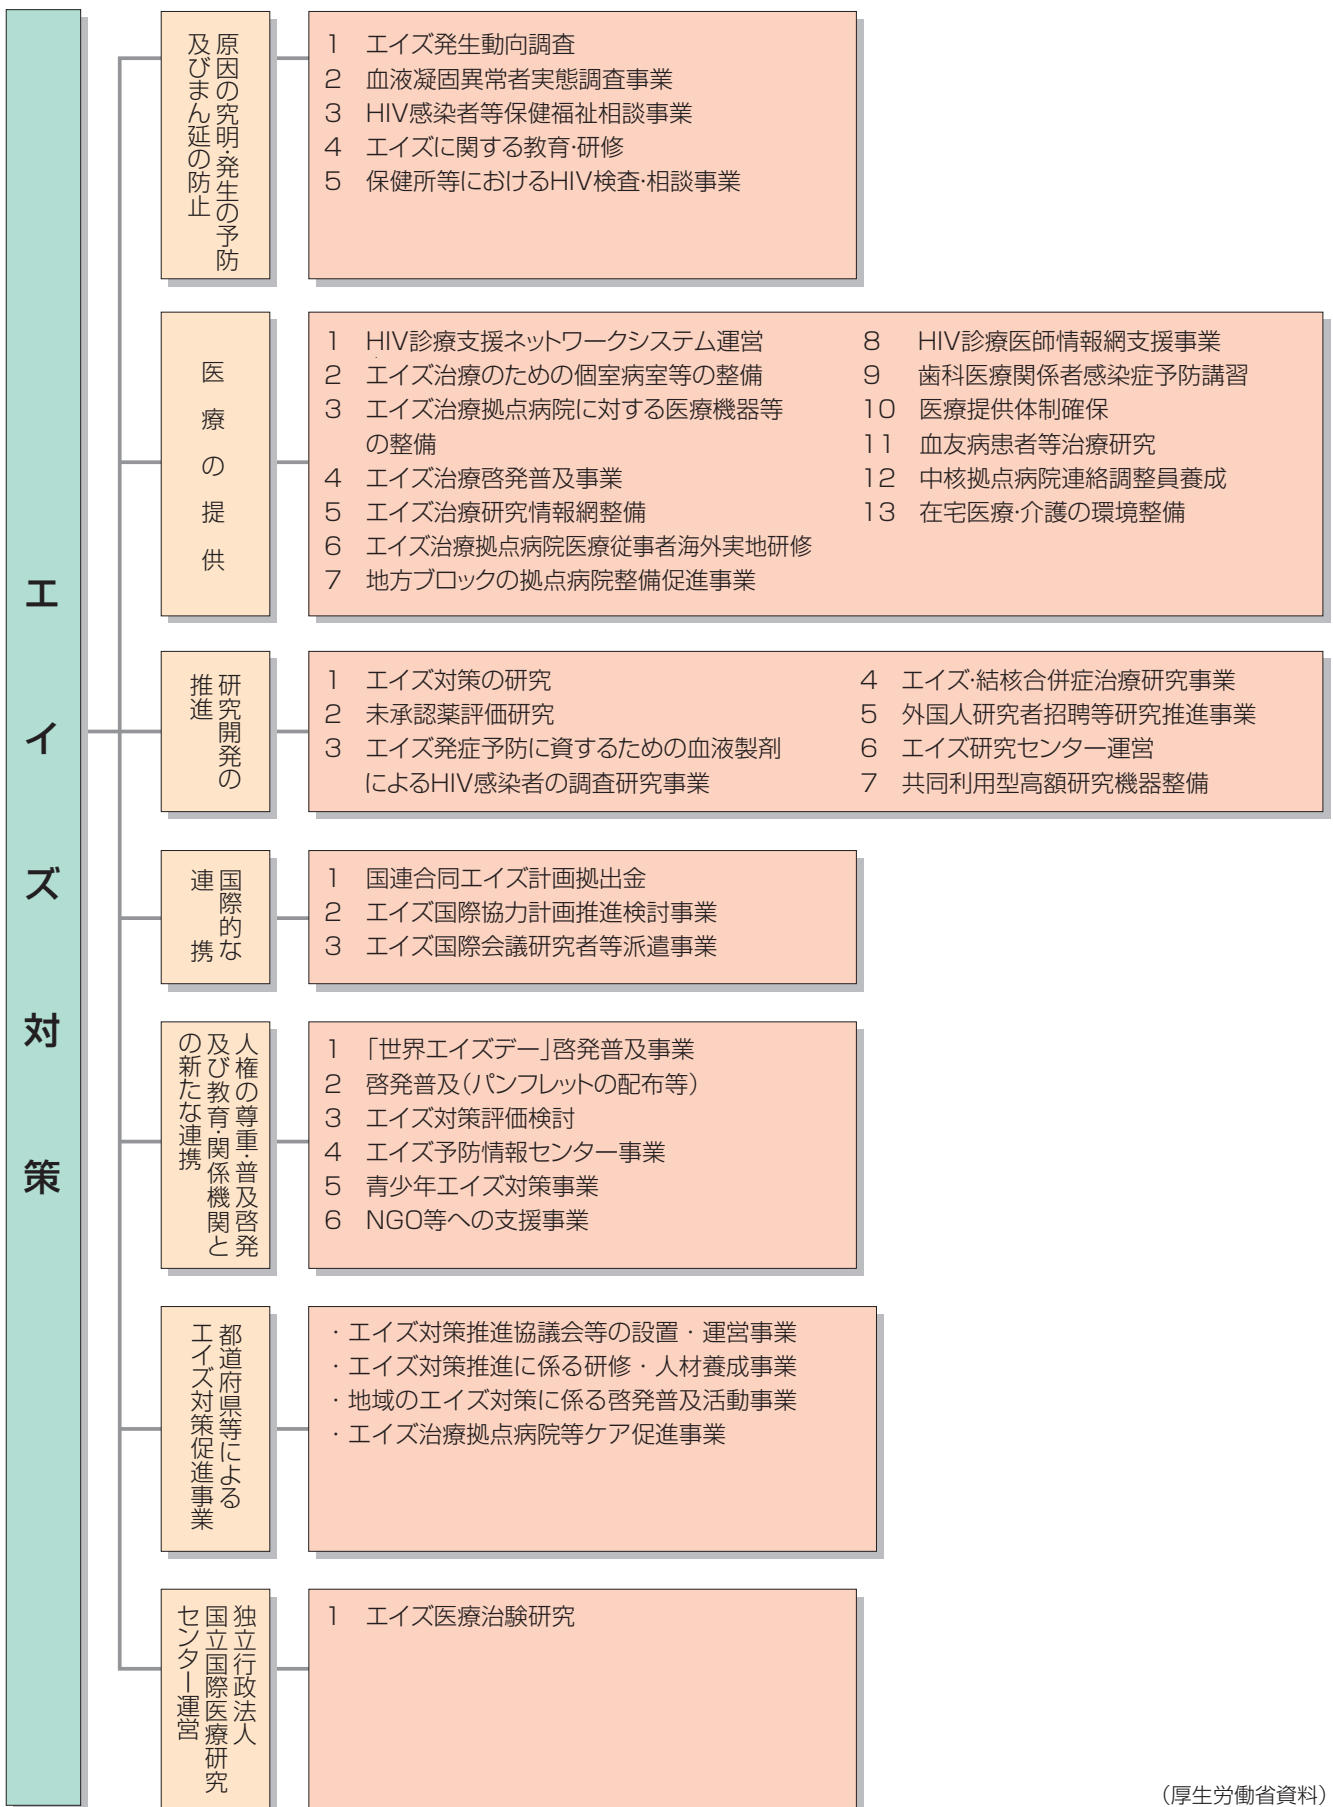 エイズ対策
原因の究明・発生の予防
及びまん延の防止
1 エイズ発生動向調査
2 血液凝固異常者実態調査事業
3 HIV感染者等保健福祉相談事業
4 エイズに関する教育・研修
5 保健所等におけるHIV検査・相談事業
医療の提供
1 HIV診療支援ネットワークシステム運営
2 エイズ治療のための個室病室等の整備
3 エイズ治療拠点病院に対する医療機器等
の整備
4 エイズ治療啓発普及事業
5 エイズ治療研究情報網整備
6 エイズ治療拠点病院医療従事者海外実地研修
7 地方ブロックの拠点病院整備促進事業
8 HIV診療医師情報網支援事業
9 歯科医療関係者感染症予防講習
10 医療提供体制確保
11 血友病患者等治療研究
12 中核拠点病院連絡調整員養成
13 在宅医療・介護の環境整備
研究開発の
推進
1 エイズ対策の研究
2 未承認薬評価研究
3 エイズ発症予防に資するための血液製剤
によるHIV感染者の調査研究事業
4 エイズ・結核合併症治療研究事業
5 外国人研究者招聘等研究推進事業
6 エイズ研究センター運営
7 共同利用型高額研究機器整備
国際的な
連携
1 国連合同エイズ計画拠出金
2 エイズ国際協力計画推進検討事業
3 エイズ国際会議研究者等派遣事業
人権の尊重・普及啓発
及び教育・関係機関と
の新たな連携
1 「世界エイズデー」啓発普及事業
2 啓発普及（パンフレットの配布等）
3 エイズ対策評価検討
4 エイズ予防情報センター事業
5 青少年エイズ対策事業
6 NGO等への支援事業
都道府県等による
エイズ対策促進事業
・エイズ対策推進協議会等の設置・運営事業
・エイズ対策推進に係る研修・人材養成事業
・地域のエイズ対策に係る啓発普及活動事業
・エイズ治療拠点病院等ケア促進事業
独立行政法人
国立国際医療研究
センター運営
1 エイズ医療治験研究
（厚生労働省資料）